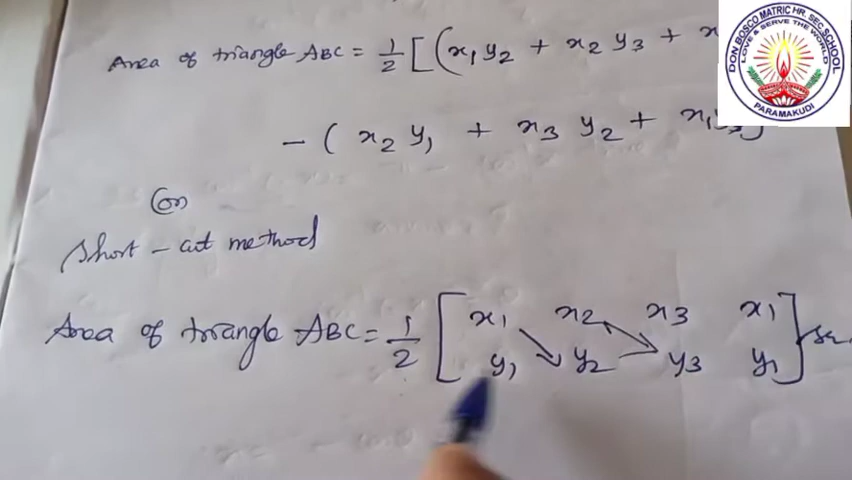 Area of triangle ABC = 1/2 [(x₁y₂ + x₂y₃ +
- ( x₂y₁ + x₃y₂ + x₁y₃)
(or)
Short-cut method
Area of triangle ABC = 1/2 [ x₁ x₂ x₃ x₁ ]
y₁ y₂ y₃ y₁
DON BOSCO MATRIC HR. SEC SCHOOL
LOVE & SERVE THE WORLD
PARAMAKUDI